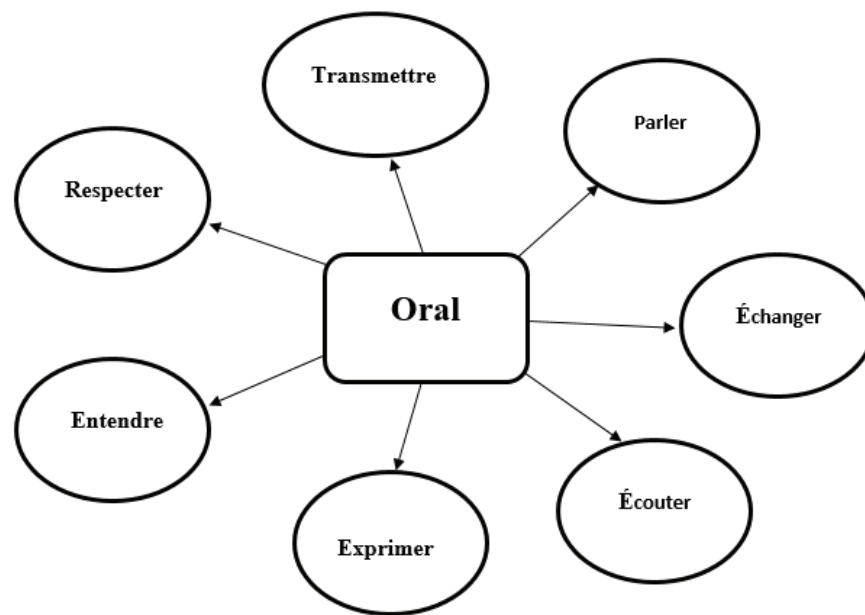 Transmettre
Parler
Respecter
Oral
Échanger
Entendre
Écouter
Exprimer